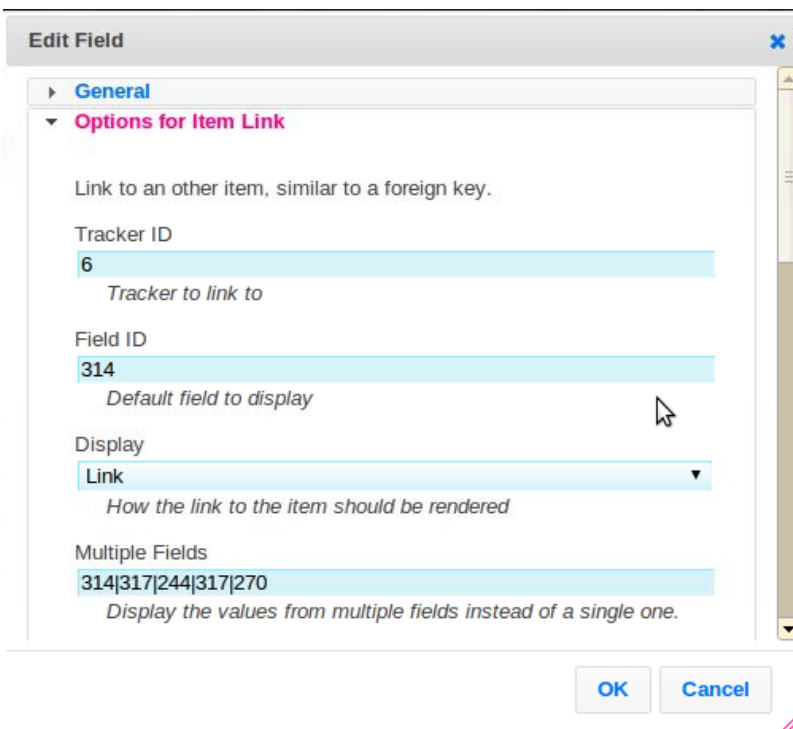 Edit Field
General
Options for Item Link
Link to an other item, similar to a foreign key.
Tracker ID
6
Tracker to link to
Field ID
314
Default field to display
Display
Link
How the link to the item should be rendered
Multiple Fields
314|317|244|317|270
Display the values from multiple fields instead of a single one.
OK Cancel